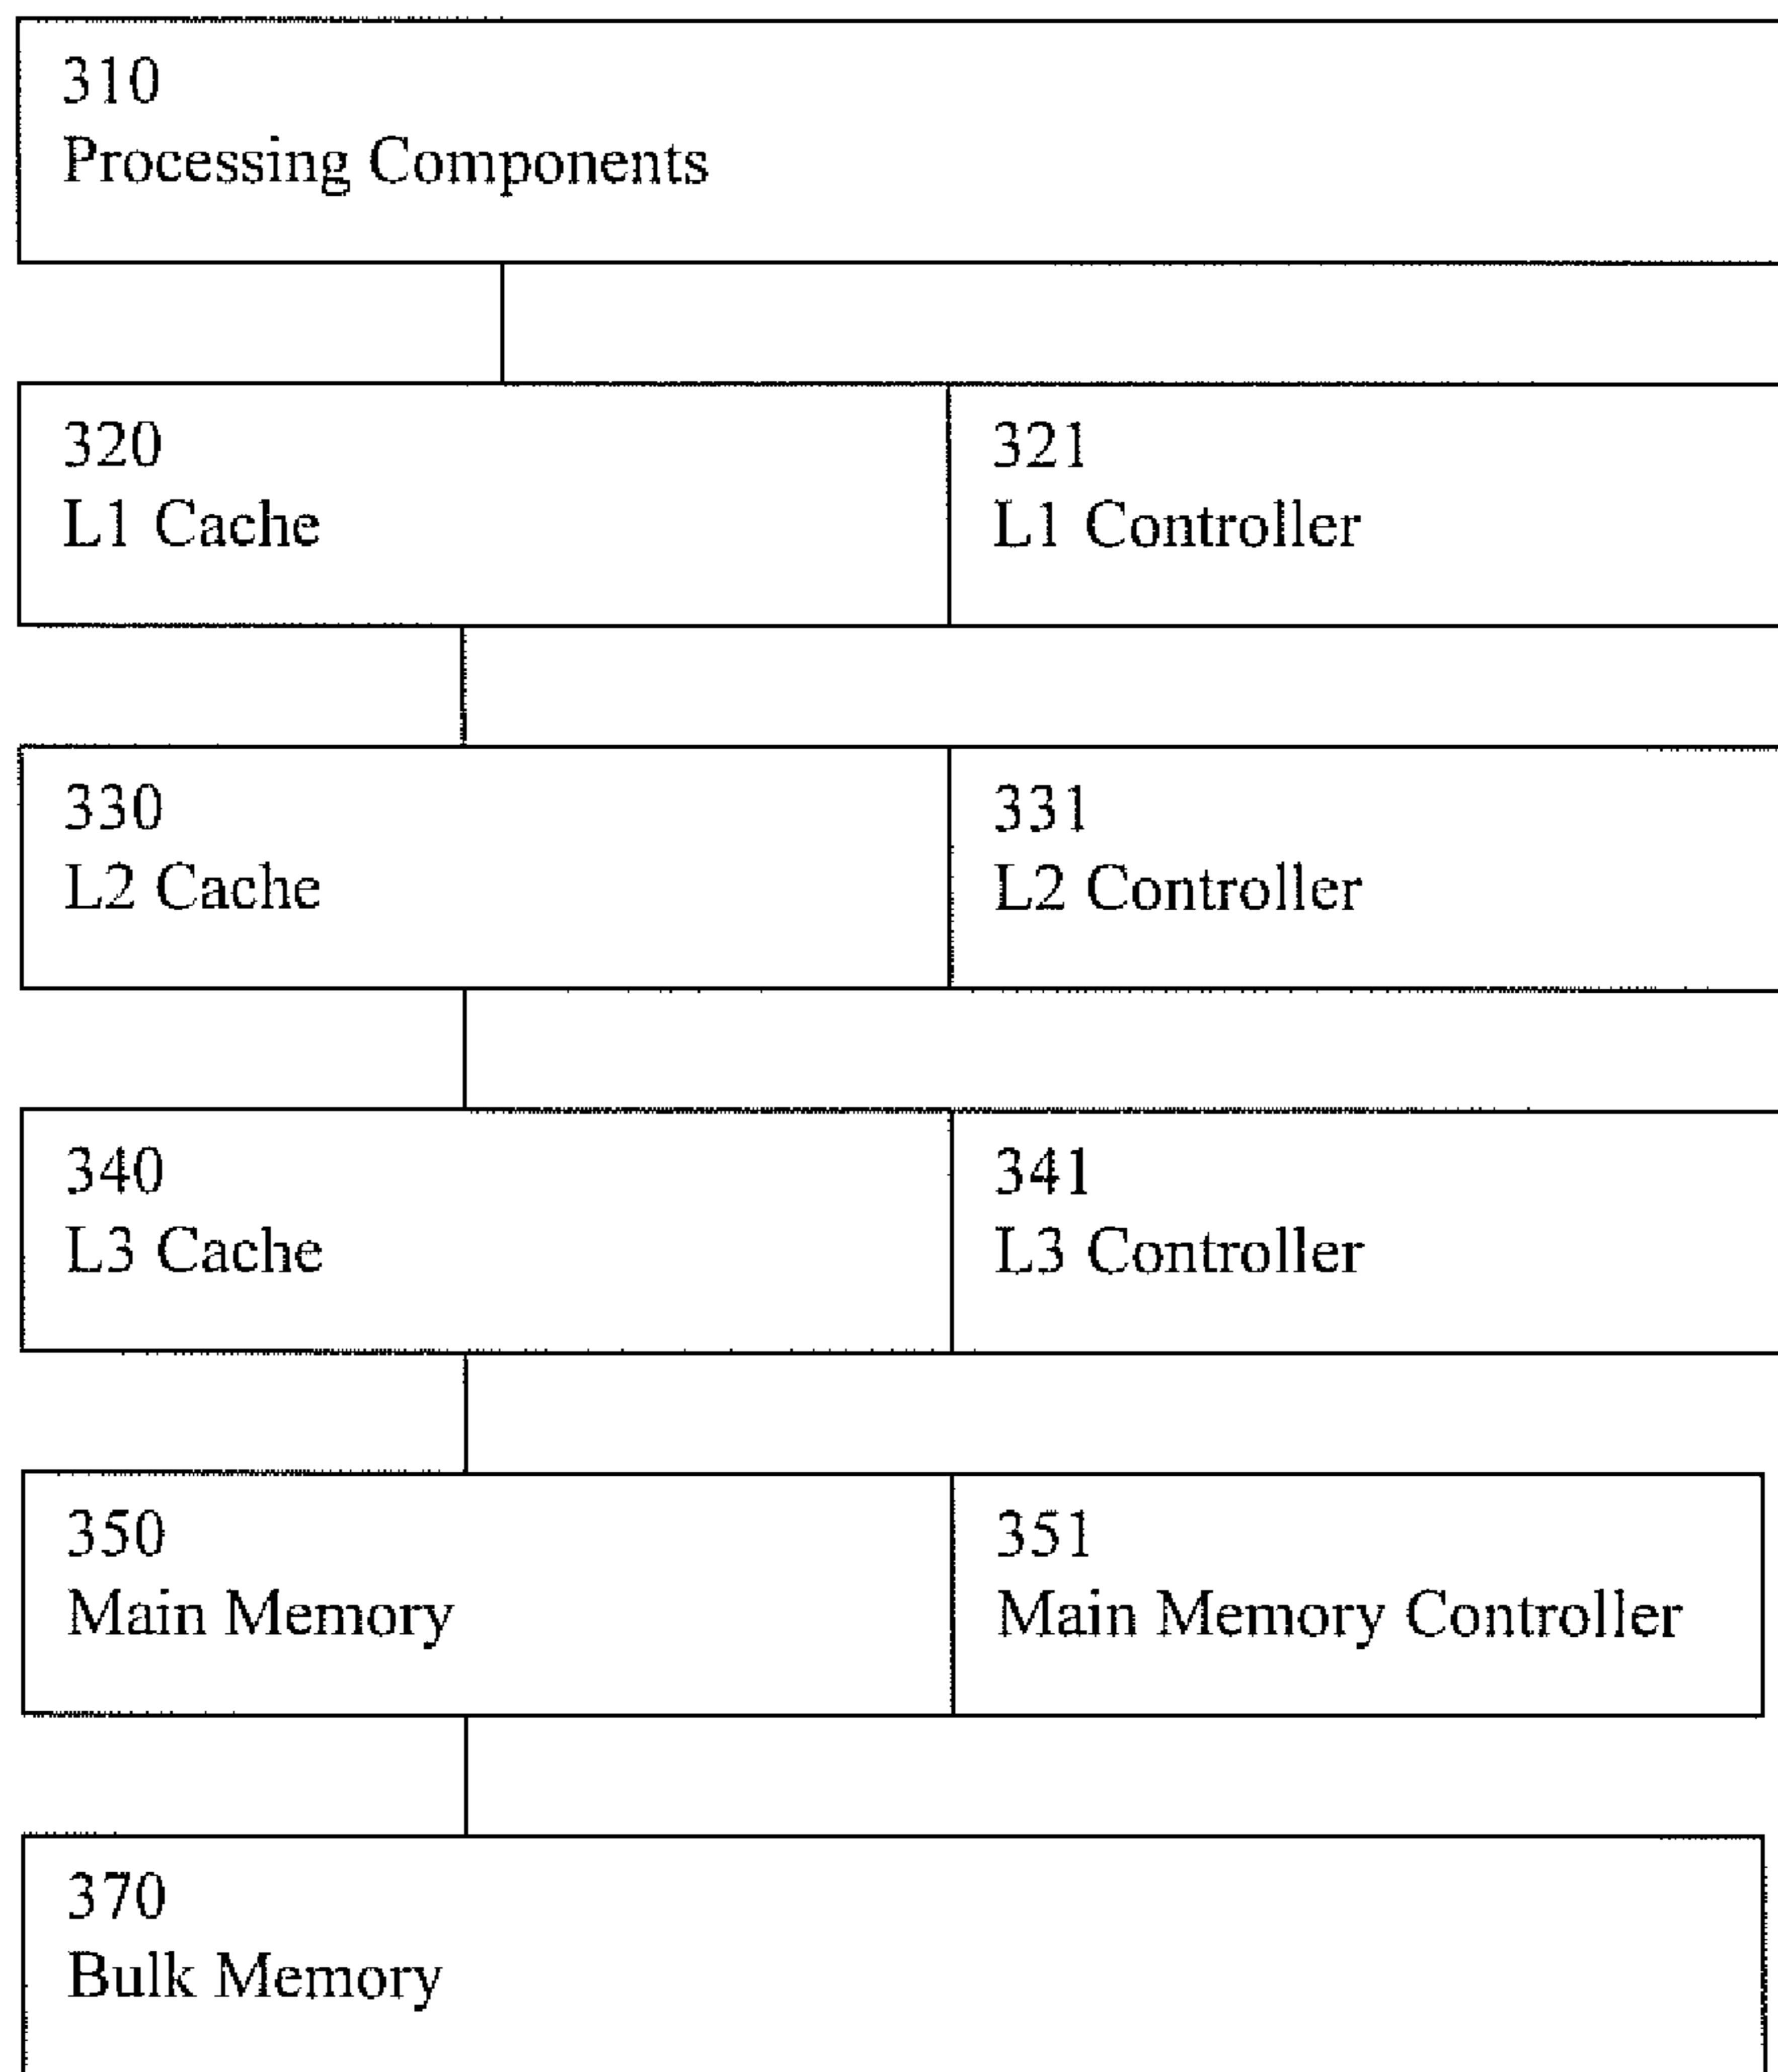 310
Processing Components
320
L1 Cache
321
L1 Controller
330
L2 Cache
331
L2 Controller
340
L3 Cache
341
L3 Controller
350
Main Memory
351
Main Memory Controller
370
Bulk Memory